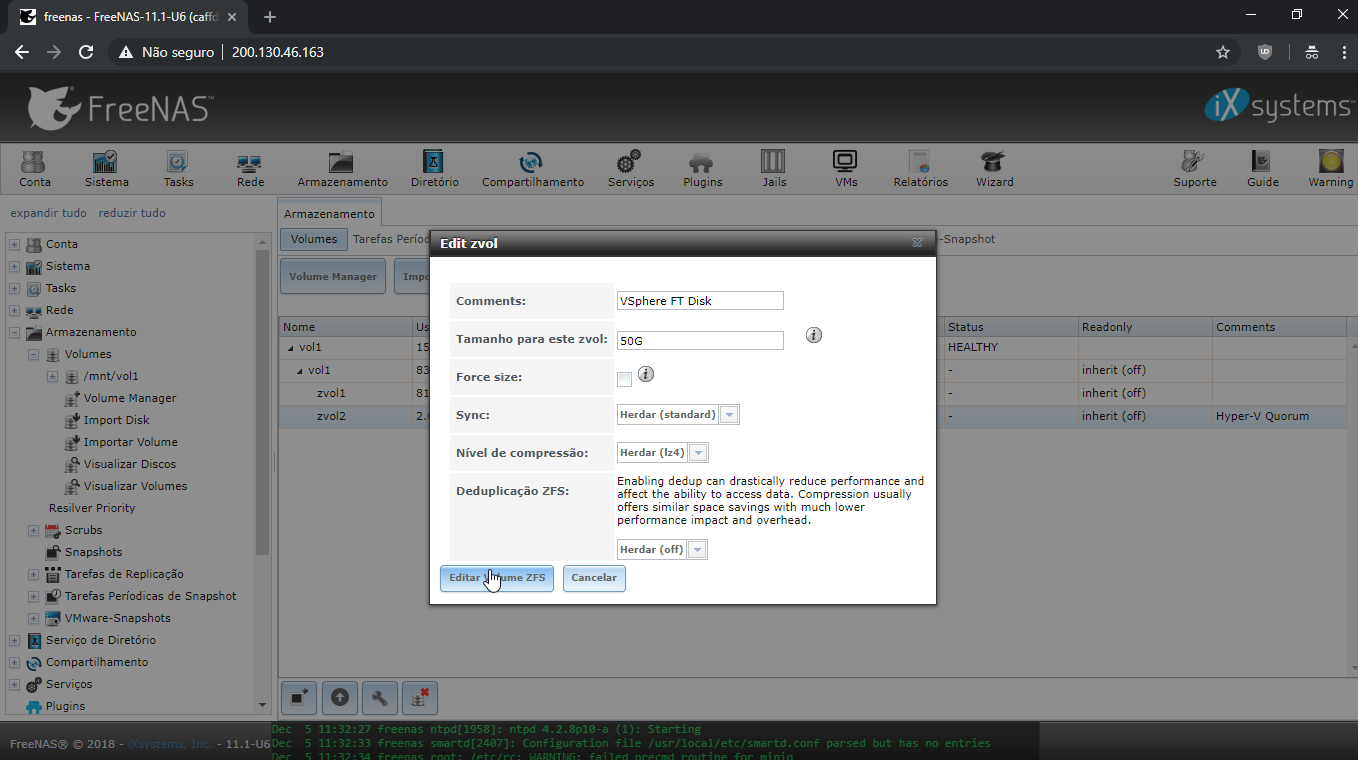 freenas - FreeNAS-11.1-U6 (caffd
Não seguro 200.130.46.163
FreeNAS™
iXsystems™
Conta Sistema Tasks Rede Armazenamento Diretório Compartilhamento Serviços Plugins Jails VMs Relatórios Wizard Suporte Guide Warning
expandir tudo reduzir tudo
Conta
Sistema
Tasks
Rede
Armazenamento
Volumes
/mnt/vol1
Volume Manager
Import Disk
Importar Volume
Visualizar Discos
Visualizar Volumes
Resilver Priority
Scrubs
Snapshots
Tarefas de Replicação
Tarefas Períodicas de Snapshot
VMware-Snapshots
Serviço de Diretório
Compartilhamento
Serviços
Plugins
Armazenamento
Volumes Tarefas Períod -Snapshot
Volume Manager Impo
Nome Us Status Readonly Comments
vol1 15 HEALTHY
vol1 83 - inherit (off)
zvol1 81 - inherit (off)
zvol2 2.0 - inherit (off) Hyper-V Quorum
Edit zvol
Comments: VSphere FT Disk
Tamanho para este zvol: 50G
Force size:
Sync: Herdar (standard)
Nível de compressão: Herdar (lz4)
Deduplicação ZFS:
Enabling dedup can drastically reduce performance and
affect the ability to access data. Compression usually
offers similar space savings with much lower
performance impact and overhead.
Herdar (off)
Editar Volume ZFS Cancelar
FreeNAS® © 2018 - iXsystems, Inc. - 11.1-U6
Dec 5 11:32:27 freenas ntpd[1958]: ntpd 4.2.8p10-a (1): Starting
Dec 5 11:32:33 freenas smartd[2407]: Configuration file /usr/local/etc/smartd.conf parsed but has no entries
Dec 5 11:32:34 freenas root: /etc/rc: WARNING: failed precmd routine for minio